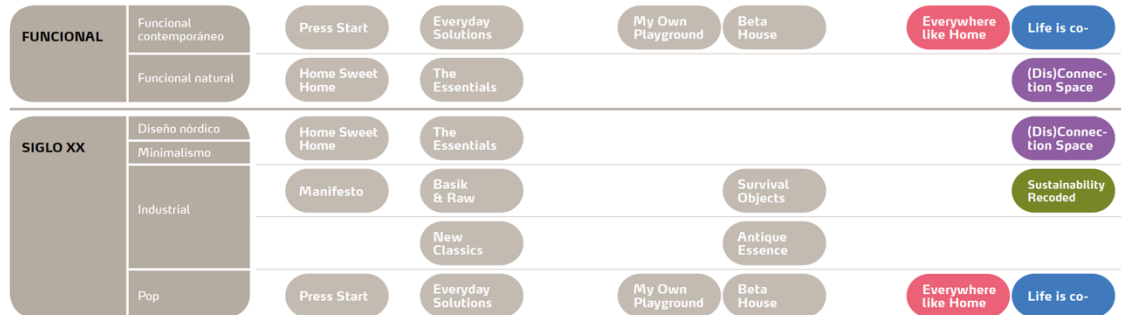 FUNCIONAL
Funcional
contemporáneo
Press Start
Everyday
Solutions
My Own
Playground
Beta
House
Everywhere
like Home
Life is co-
Funcional natural
Home Sweet
Home
The
Essentials
(Dis)Connec-
tion Space
SIGLO XX
Diseño nórdico
Minimalismo
Home Sweet
Home
The
Essentials
(Dis)Connec-
tion Space
Industrial
Manifesto
Basik
& Raw
Survival
Objects
Sustainability
Recoded
New
Classics
Antique
Essence
Pop
Press Start
Everyday
Solutions
My Own
Playground
Beta
House
Everywhere
like Home
Life is co-